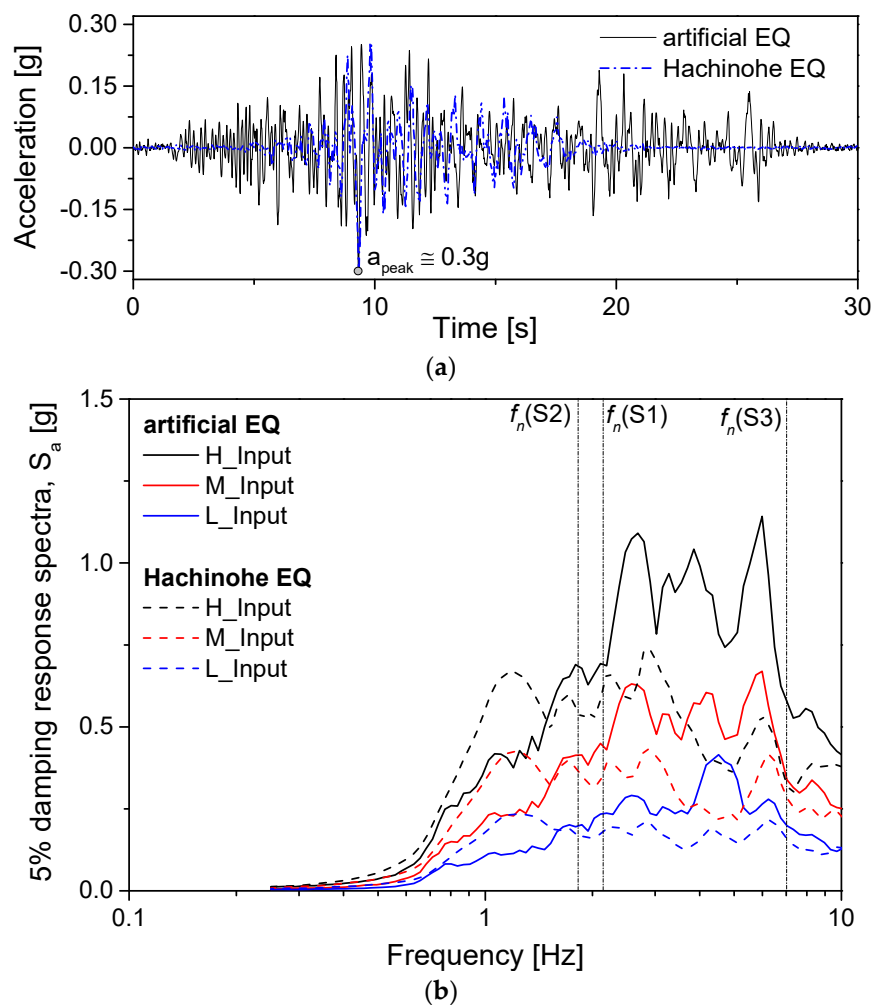 0.30
0.15
0.00
-0.15
-0.30
Acceleration [g]
artificial EQ
Hachinohe EQ
a_peak ≅ 0.3g
0
10
20
30
Time [s]
(a)
1.5
1.0
0.5
0.0
5% damping response spectra, S_a [g]
artificial EQ
H_Input
M_Input
L_Input
Hachinohe EQ
H_Input
M_Input
L_Input
f_n(S2)
f_n(S1)
f_n(S3)
0.1
1
10
Frequency [Hz]
(b)